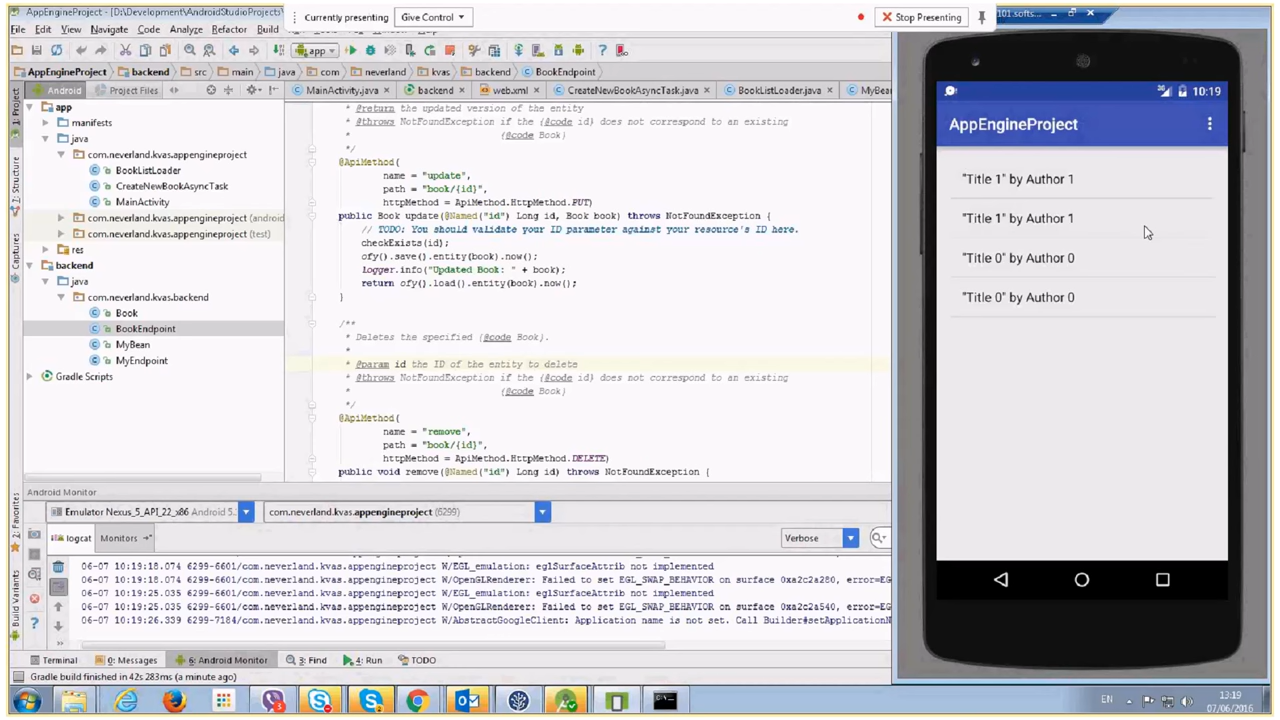 AppEngineProject - [D:\Development\AndroidStudioProjects\
Currently presenting
Give Control
Stop Presenting
101.softs...
File Edit View Navigate Code Analyze Refactor Build
app
AppEngineProject backend src main java com neverland kvas backend BookEndpoint
Android Project Files
MainActivity.java backend web.xml CreateNewBookAsyncTask.java BookListLoader.java MyBean
1: Project
Z: Structure
Captures
2: Favorites
Build Variants
app
manifests
java
com.neverland.kvas.appengineproject
BookListLoader
CreateNewBookAsyncTask
MainActivity
com.neverland.kvas.appengineproject (android
com.neverland.kvas.appengineproject (test)
res
backend
java
com.neverland.kvas.backend
Book
BookEndpoint
MyBean
MyEndpoint
Gradle Scripts
* @return the updated version of the entity
* @throws NotFoundException if the {@code id} does not correspond to an existing
* {@code Book}
*/
@ApiMethod(
name = "update",
path = "book/{id}",
httpMethod = ApiMethod.HttpMethod.PUT)
public Book update(@Named("id") Long id, Book book) throws NotFoundException {
// TODO: You should validate your ID parameter against your resource's ID here.
checkExists(id);
ofy().save().entity(book).now();
logger.info("Updated Book: " + book);
return ofy().load().entity(book).now();
}
/**
* Deletes the specified {@code Book}.
*
* @param id the ID of the entity to delete
* @throws NotFoundException if the {@code id} does not correspond to an existing
* {@code Book}
*/
@ApiMethod(
name = "remove",
path = "book/{id}",
httpMethod = ApiMethod.HttpMethod.DELETE)
public void remove(@Named("id") Long id) throws NotFoundException {
10:19
AppEngineProject
"Title 1" by Author 1
"Title 1" by Author 1
"Title 0" by Author 0
"Title 0" by Author 0
Android Monitor
Emulator Nexus_5_API_22_x86 Android 5.
com.neverland.kvas.appengineproject (6299)
logcat Monitors
Verbose
06-07 10:19:18.074 6299-6601/com.neverland.kvas.appengineproject W/EGL_emulation: eglSurfaceAttrib not implemented
06-07 10:19:18.074 6299-6601/com.neverland.kvas.appengineproject W/OpenGLRenderer: Failed to set EGL_SWAP_BEHAVIOR on surface 0xa2c2a280, error=EG
06-07 10:19:25.035 6299-6601/com.neverland.kvas.appengineproject W/EGL_emulation: eglSurfaceAttrib not implemented
06-07 10:19:25.035 6299-6601/com.neverland.kvas.appengineproject W/OpenGLRenderer: Failed to set EGL_SWAP_BEHAVIOR on surface 0xa2c2a540, error=EG
06-07 10:19:26.339 6299-7184/com.neverland.kvas.appengineproject W/AbstractGoogleClient: Application name is not set. Call Builder#setApplicationN
Terminal 0: Messages 6: Android Monitor 3: Find 4: Run TODO
Gradle build finished in 42s 283ms (a minute ago)
EN
13:19
07/06/2016